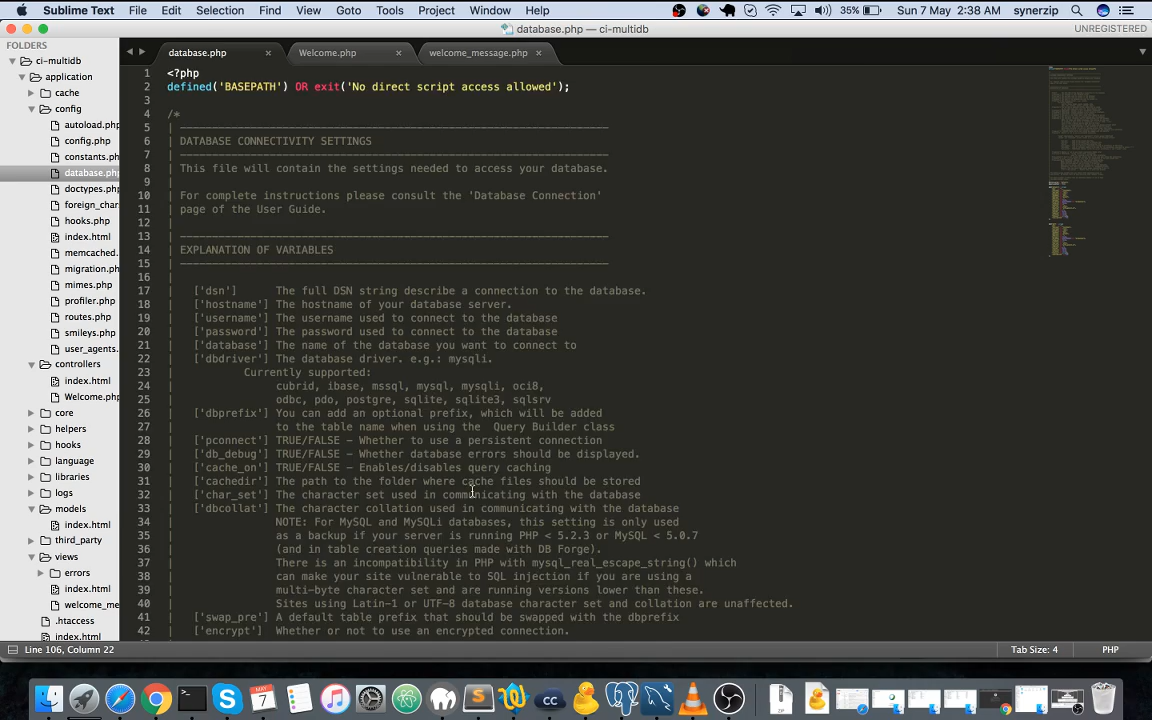 Sublime Text File Edit Selection Find View Goto Tools Project Window Help 35% Sun 7 May 2:38 AM synerzip
database.php — ci-multidb UNREGISTERED
FOLDERS
ci-multidb
application
cache
config
autoload.php
config.php
constants.ph
database.php
doctypes.php
foreign_char
hooks.php
index.html
memcached.
migration.ph
mimes.php
profiler.php
routes.php
smileys.php
user_agents.
controllers
index.html
Welcome.php
core
helpers
hooks
language
libraries
logs
models
index.html
third_party
views
errors
index.html
welcome_me
.htaccess
index.html
database.php × Welcome.php × welcome_message.php ×
1 <?php
2 defined('BASEPATH') OR exit('No direct script access allowed');
3
4 /*
5 | -------------------------------------------------------------------
6 | DATABASE CONNECTIVITY SETTINGS
7 | -------------------------------------------------------------------
8 | This file will contain the settings needed to access your database.
9 |
10 | For complete instructions please consult the 'Database Connection'
11 | page of the User Guide.
12 |
13 | -------------------------------------------------------------------
14 | EXPLANATION OF VARIABLES
15 | -------------------------------------------------------------------
16 |
17 | ['dsn'] The full DSN string describe a connection to the database.
18 | ['hostname'] The hostname of your database server.
19 | ['username'] The username used to connect to the database
20 | ['password'] The password used to connect to the database
21 | ['database'] The name of the database you want to connect to
22 | ['dbdriver'] The database driver. e.g.: mysqli.
23 | Currently supported:
24 | cubrid, ibase, mssql, mysql, mysqli, oci8,
25 | odbc, pdo, postgre, sqlite, sqlite3, sqlsrv
26 | ['dbprefix'] You can add an optional prefix, which will be added
27 | to the table name when using the Query Builder class
28 | ['pconnect'] TRUE/FALSE - Whether to use a persistent connection
29 | ['db_debug'] TRUE/FALSE - Whether database errors should be displayed.
30 | ['cache_on'] TRUE/FALSE - Enables/disables query caching
31 | ['cachedir'] The path to the folder where cache files should be stored
32 | ['char_set'] The character set used in communicating with the database
33 | ['dbcollat'] The character collation used in communicating with the database
34 | NOTE: For MySQL and MySQLi databases, this setting is only used
35 | as a backup if your server is running PHP < 5.2.3 or MySQL < 5.0.7
36 | (and in table creation queries made with DB Forge).
37 | There is an incompatibility in PHP with mysql_real_escape_string() which
38 | can make your site vulnerable to SQL injection if you are using a
39 | multi-byte character set and are running versions lower than these.
40 | Sites using Latin-1 or UTF-8 database character set and collation are unaffected.
41 | ['swap_pre'] A default table prefix that should be swapped with the dbprefix
42 | ['encrypt'] Whether or not to use an encrypted connection.
Line 106, Column 22 Tab Size: 4 PHP